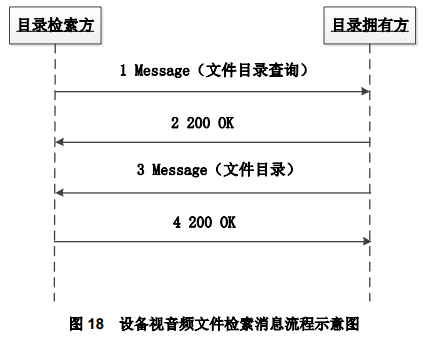 目录检索方 目录拥有方
1 Message（文件目录查询）
2 200 OK
3 Message（文件目录）
4 200 OK
图 18 设备视音频文件检索消息流程示意图